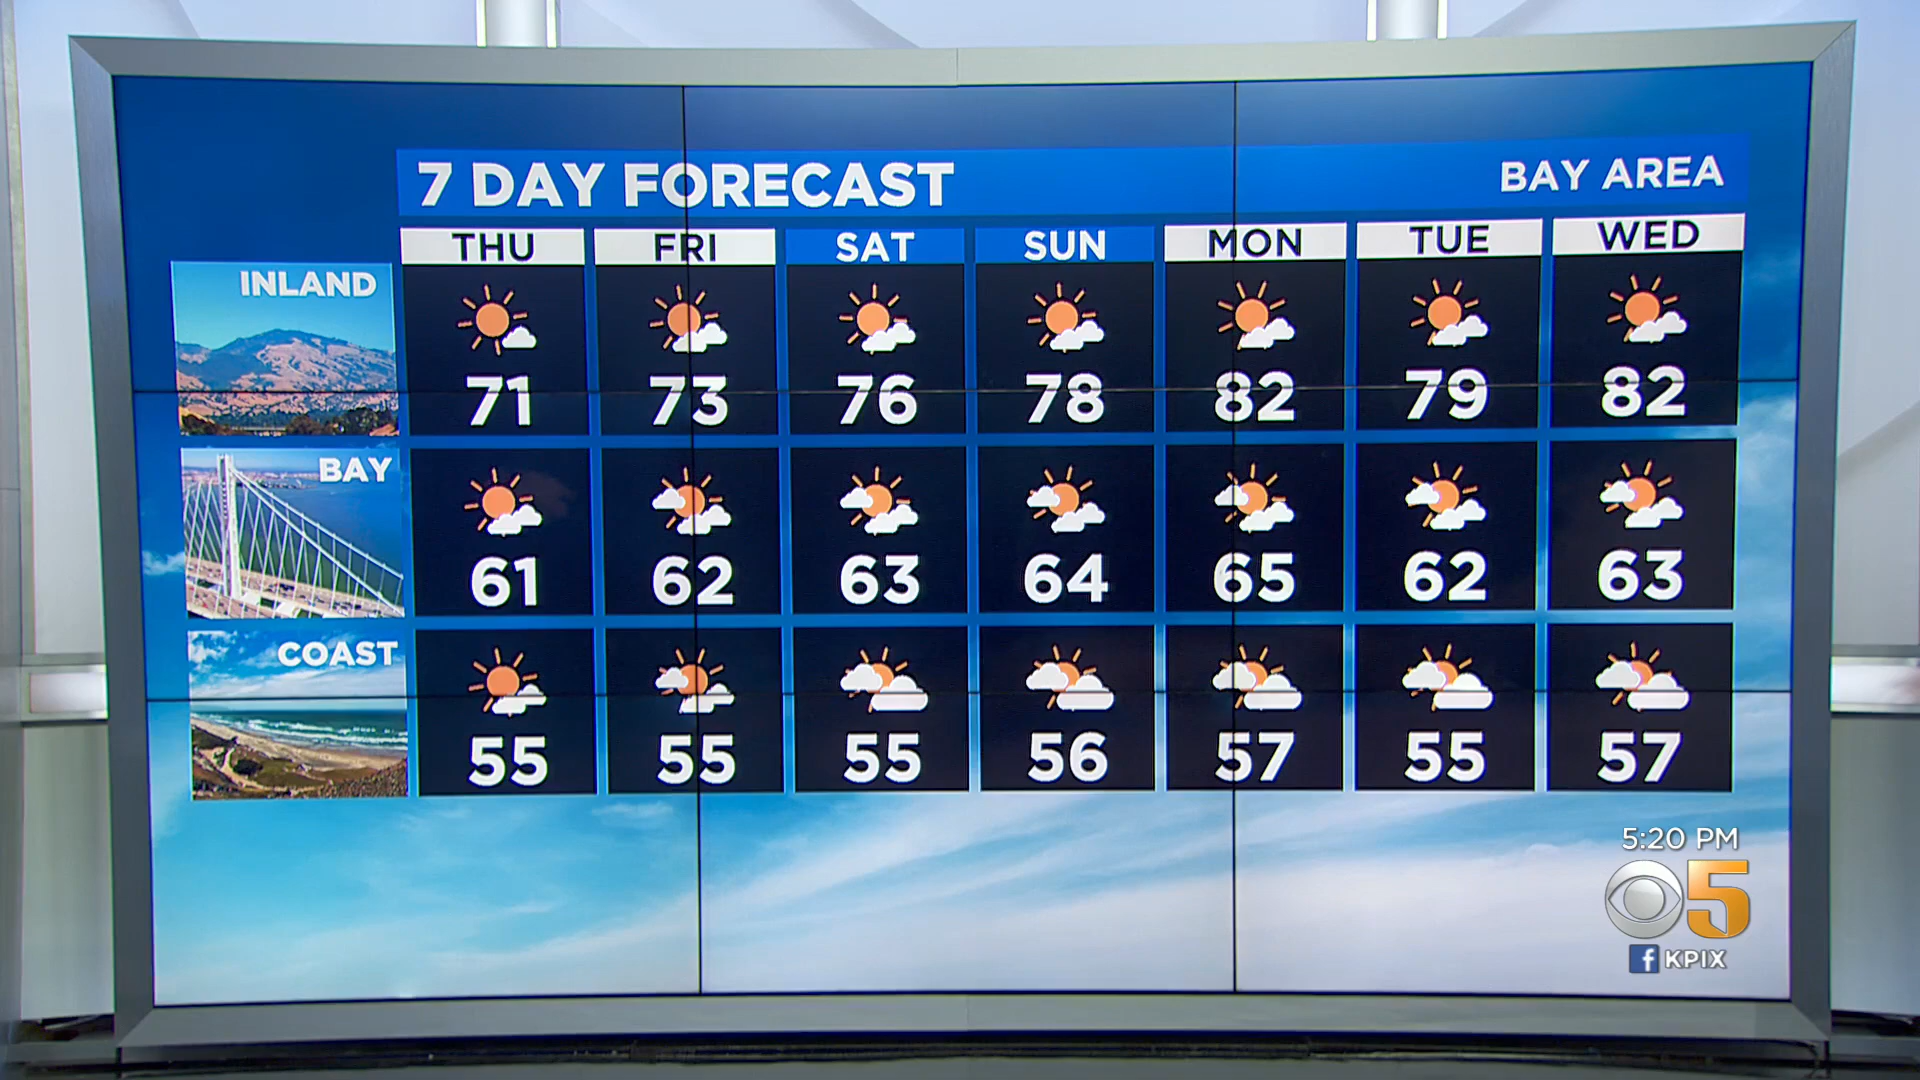 7 DAY FORECAST
BAY AREA
THU FRI SAT SUN MON TUE WED
INLAND
71 73 76 78 82 79 82
BAY
61 62 63 64 65 62 63
COAST
55 55 55 56 57 55 57
5:20 PM
5
f KPIX